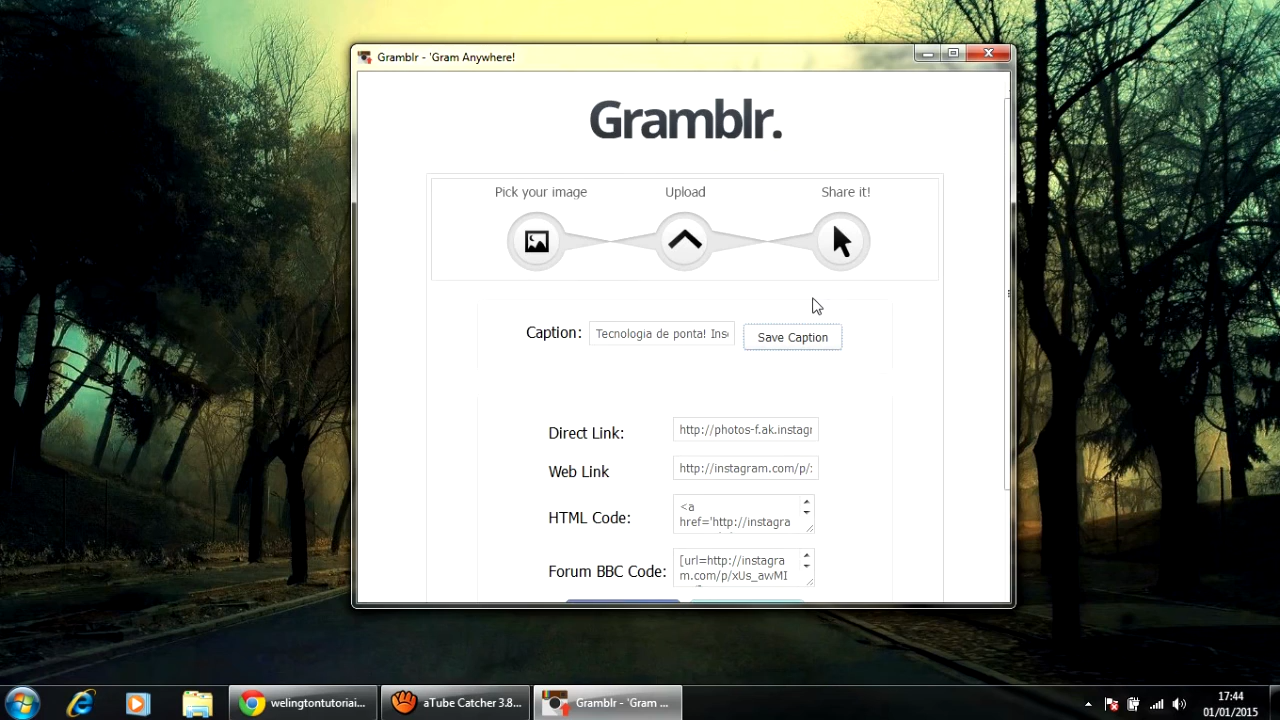 Gramblr - 'Gram Anywhere!
Gramblr.
Pick your image
Upload
Share it!
Caption:
Tecnologia de ponta! Ins
Save Caption
Direct Link:
http://photos-f.ak.instagr
Web Link
http://instagram.com/p/
HTML Code:
<a
href='http://instagra
Forum BBC Code:
[url=http://instagra
m.com/p/xUs_awMI
welingtontutoriai...
aTube Catcher 3.8...
Gramblr - 'Gram ...
17:44
01/01/2015